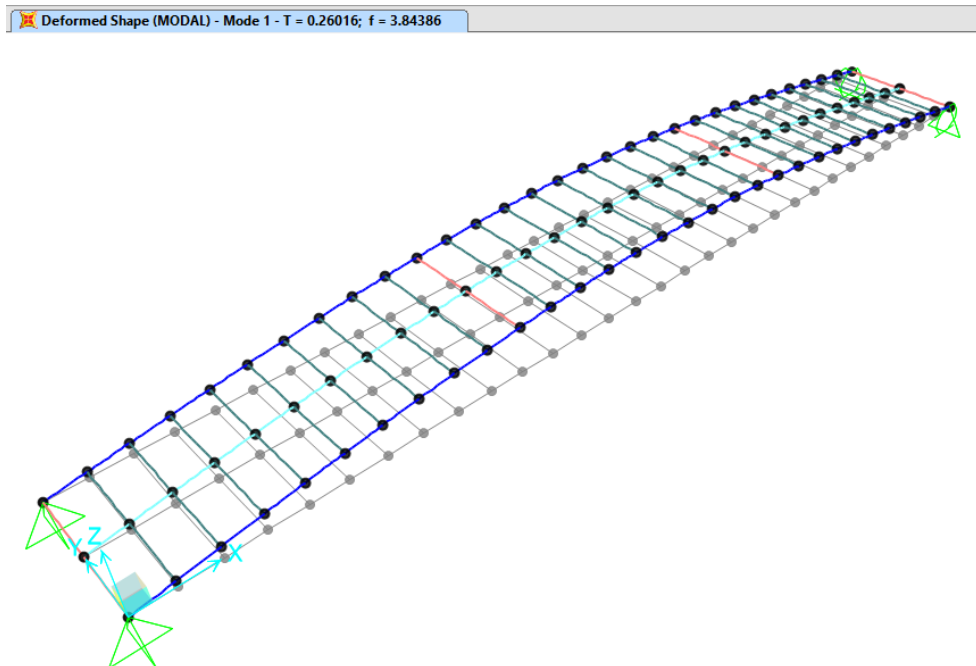 Deformed Shape (MODAL) - Mode 1 - T = 0.26016; f = 3.84386
Z
Y
X